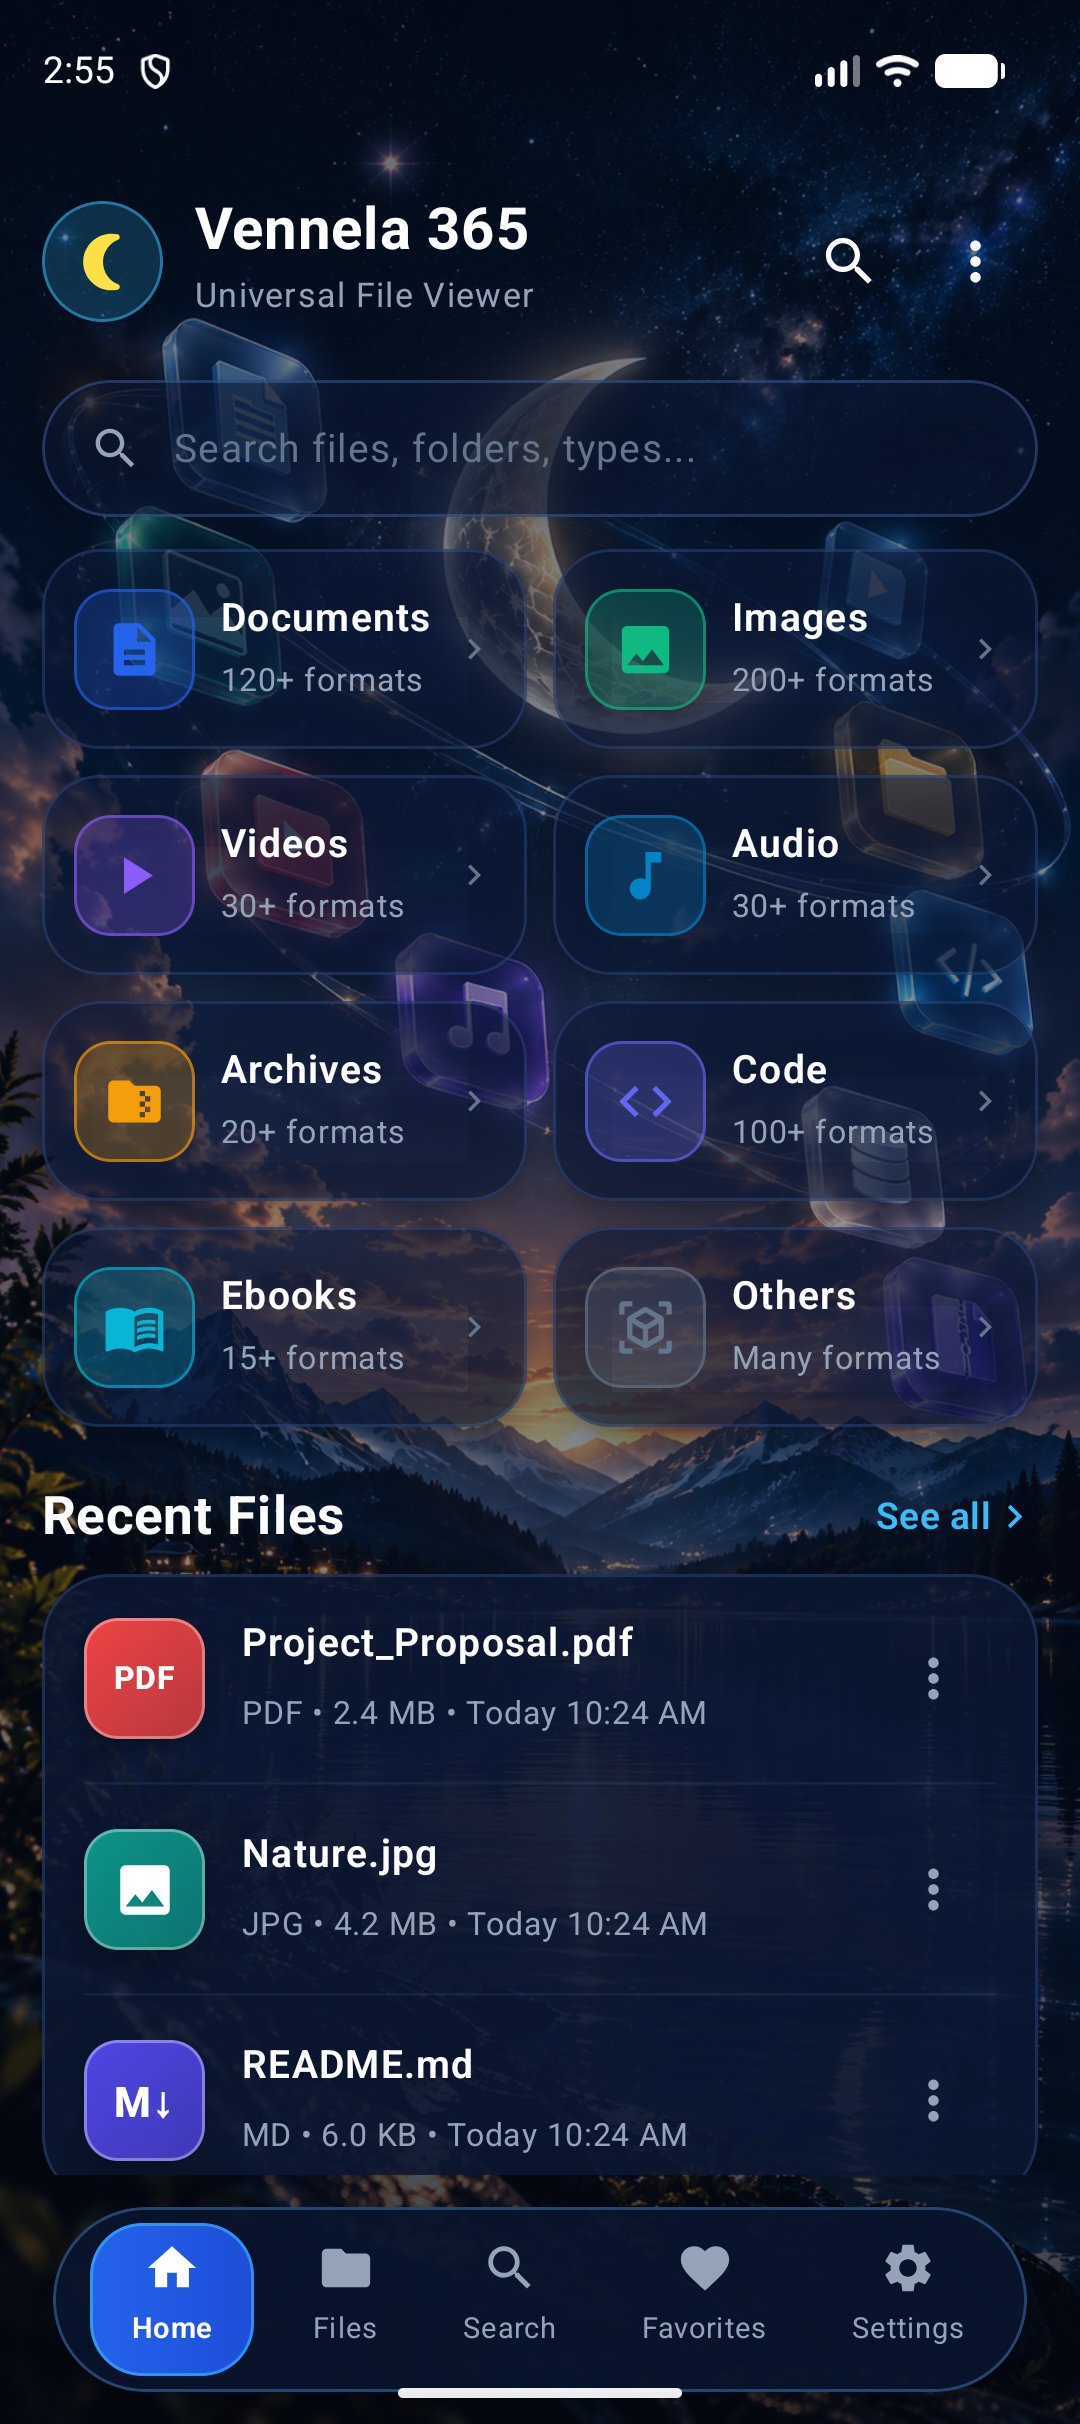 2:55
Vennela 365
Universal File Viewer
Search files, folders, types...
Documents
120+ formats
Images
200+ formats
Videos
30+ formats
Audio
30+ formats
Archives
20+ formats
Code
100+ formats
Ebooks
15+ formats
Others
Many formats
Recent Files
See all
PDF
Project_Proposal.pdf
PDF • 2.4 MB • Today 10:24 AM
Nature.jpg
JPG • 4.2 MB • Today 10:24 AM
M↓
README.md
MD • 6.0 KB • Today 10:24 AM
Home
Files
Search
Favorites
Settings